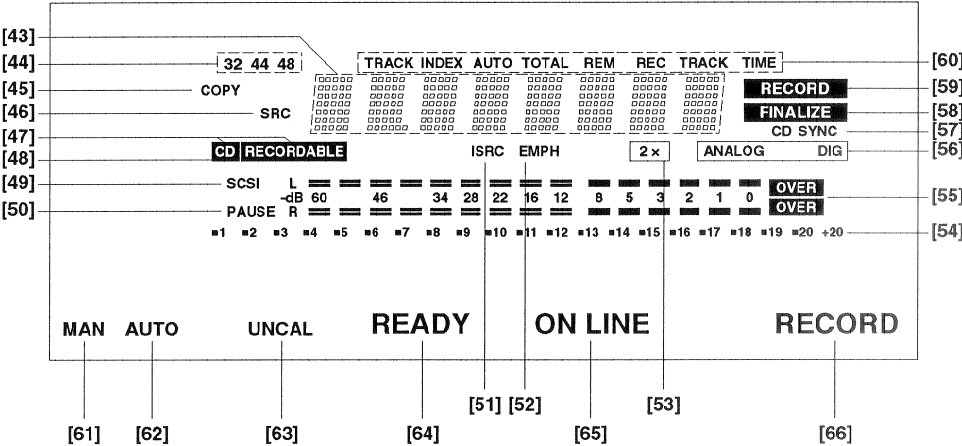 [43]
[44] 32 44 48 TRACK INDEX AUTO TOTAL REM REC TRACK TIME [60]
[45] COPY RECORD [59]
[46] SRC FINALIZE [58]
CD SYNC [57]
[47]
[48] CD RECORDABLE ISRC EMPH 2 × ANALOG DIG [56]
[49] SCSI L OVER
-dB 60 46 34 28 22 16 12 8 5 3 2 1 0 [55]
[50] PAUSE R OVER
■1 ■2 ■3 ■4 ■5 ■6 ■7 ■8 ■9 ■10 ■11 ■12 ■13 ■14 ■15 ■16 ■17 ■18 ■19 ■20 +20 [54]
MAN AUTO UNCAL READY ON LINE RECORD
[51] [52] [53]
[61] [62] [63] [64] [65] [66]